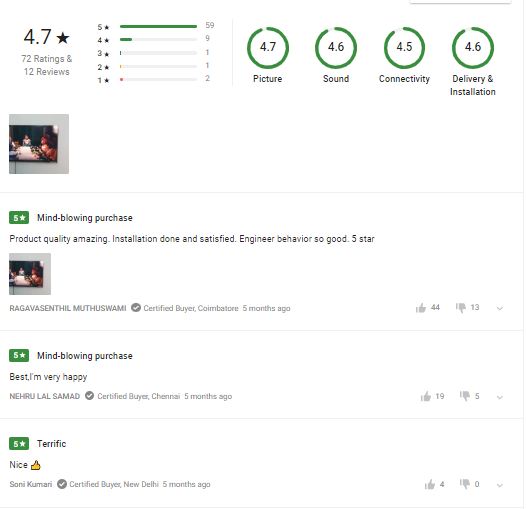 4.7 ★
72 Ratings &
12 Reviews
5 ★ 59
4 ★ 9
3 ★ 1
2 ★ 1
1 ★ 2
4.7 4.6 4.5 4.6
Picture Sound Connectivity Delivery &
Installation
5 ★ Mind-blowing purchase
Product quality amazing. Installation done and satisfied. Engineer behavior so good. 5 star
RAGAVASENTHIL MUTHUSWAMI Certified Buyer, Coimbatore 5 months ago 44 13
5 ★ Mind-blowing purchase
Best,I'm very happy
NEHRU LAL SAMAD Certified Buyer, Chennai 5 months ago 19 5
5 ★ Terrific
Nice 👍
Soni Kumari Certified Buyer, New Delhi 5 months ago 4 0